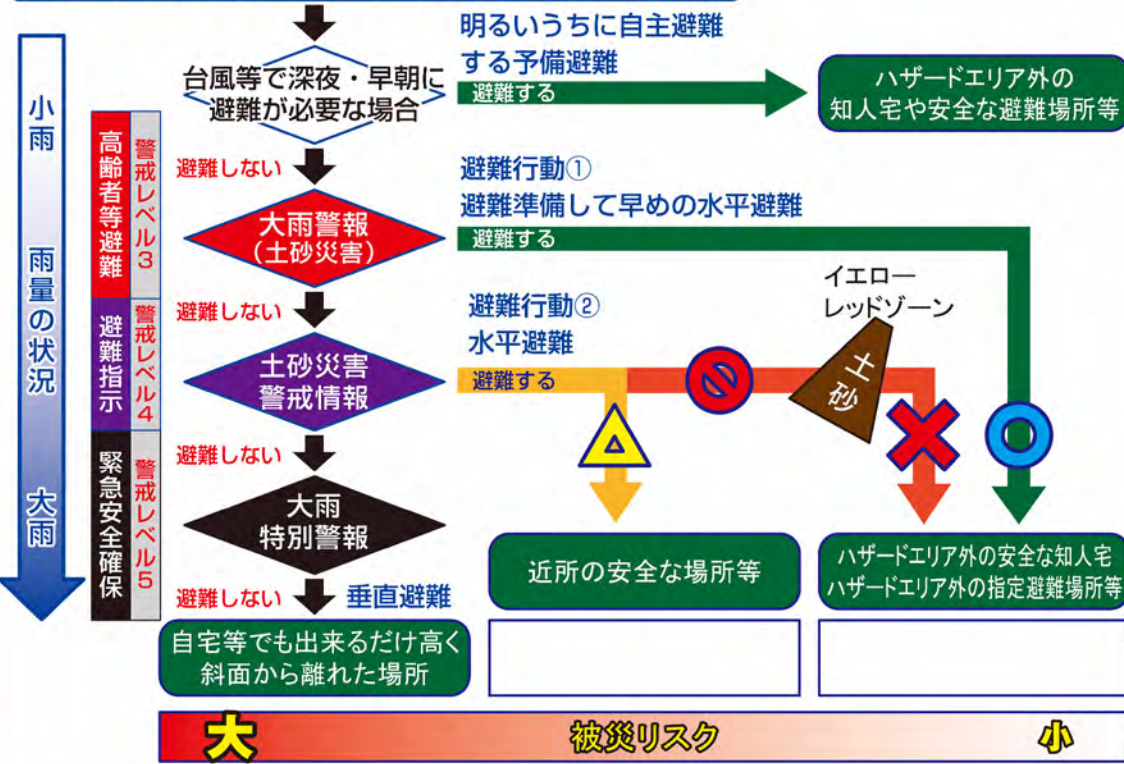 明るいうちに自主避難
する予備避難
台風等で深夜・早朝に
避難が必要な場合
避難する
ハザードエリア外の
知人宅や安全な避難場所等
小雨
雨量の状況
大雨
高齢者等避難
警戒レベル3
避難しない
避難行動①
避難準備して早めの水平避難
大雨警報
(土砂災害)
避難する
イエロー
レッドゾーン
避難指示
警戒レベル4
避難しない
避難行動②
水平避難
土砂災害
警戒情報
避難する
土砂
緊急安全確保
警戒レベル5
避難しない
大雨
特別警報
近所の安全な場所等
ハザードエリア外の安全な知人宅
ハザードエリア外の指定避難場所等
避難しない
垂直避難
自宅等でも出来るだけ高く
斜面から離れた場所
大
被災リスク
小